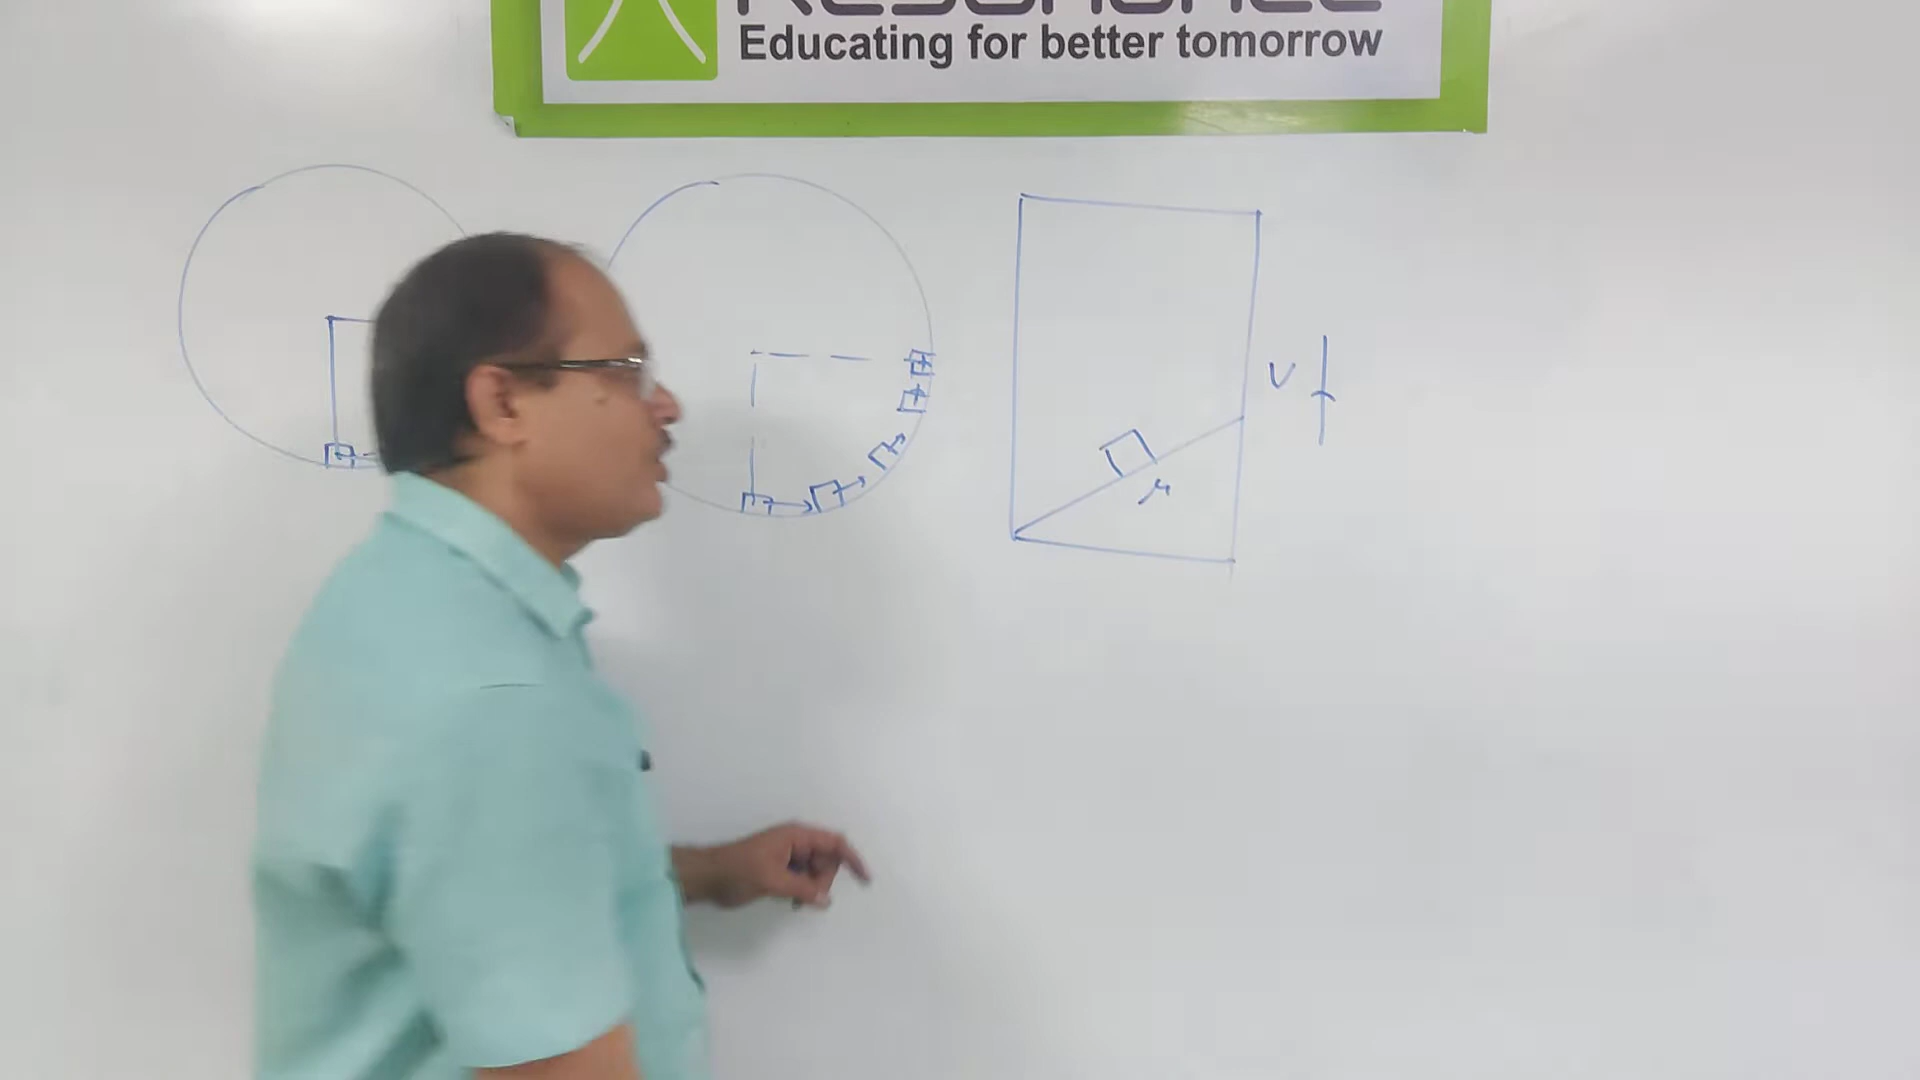 Educating for better tomorrow
v
μ